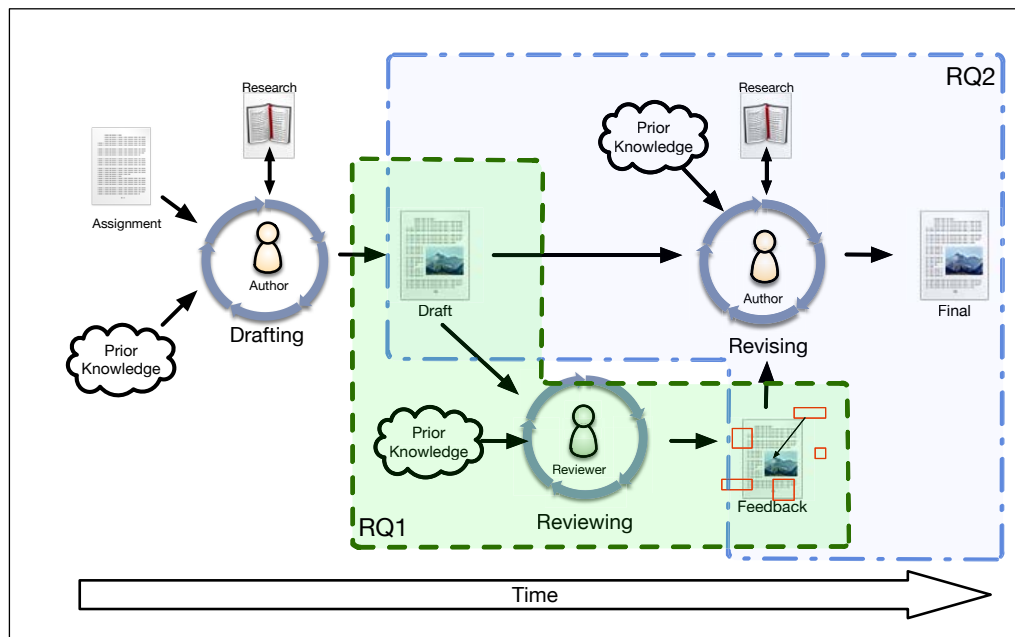 RQ2
Research
Research
Prior
Knowledge
Assignment
Author
Draft
Author
Final
Drafting
Revising
Prior
Knowledge
Prior
Knowledge
Reviewer
Feedback
RQ1
Reviewing
Time